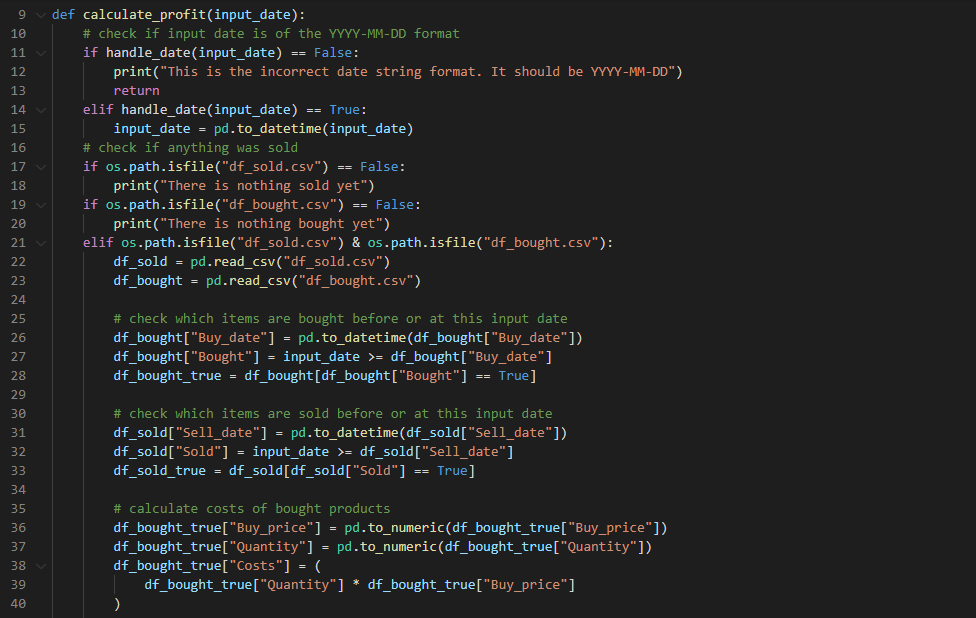 9 def calculate_profit(input_date):
10     # check if input date is of the YYYY-MM-DD format
11     if handle_date(input_date) == False:
12         print("This is the incorrect date string format. It should be YYYY-MM-DD")
13         return
14     elif handle_date(input_date) == True:
15         input_date = pd.to_datetime(input_date)
16     # check if anything was sold
17     if os.path.isfile("df_sold.csv") == False:
18         print("There is nothing sold yet")
19     if os.path.isfile("df_bought.csv") == False:
20         print("There is nothing bought yet")
21     elif os.path.isfile("df_sold.csv") & os.path.isfile("df_bought.csv"):
22         df_sold = pd.read_csv("df_sold.csv")
23         df_bought = pd.read_csv("df_bought.csv")
24
25         # check which items are bought before or at this input date
26         df_bought["Buy_date"] = pd.to_datetime(df_bought["Buy_date"])
27         df_bought["Bought"] = input_date >= df_bought["Buy_date"]
28         df_bought_true = df_bought[df_bought["Bought"] == True]
29
30         # check which items are sold before or at this input date
31         df_sold["Sell_date"] = pd.to_datetime(df_sold["Sell_date"])
32         df_sold["Sold"] = input_date >= df_sold["Sell_date"]
33         df_sold_true = df_sold[df_sold["Sold"] == True]
34
35         # calculate costs of bought products
36         df_bought_true["Buy_price"] = pd.to_numeric(df_bought_true["Buy_price"])
37         df_bought_true["Quantity"] = pd.to_numeric(df_bought_true["Quantity"])
38         df_bought_true["Costs"] = (
39             df_bought_true["Quantity"] * df_bought_true["Buy_price"]
40         )